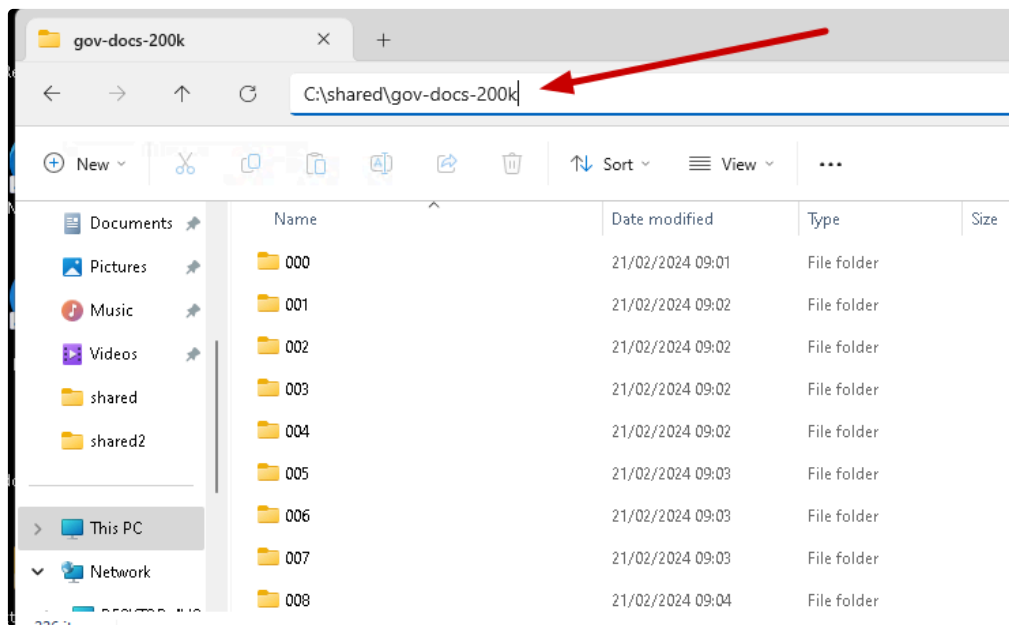 gov-docs-200k
C:\shared\gov-docs-200k
New Sort View
Name Date modified Type Size
Documents
Pictures
Music
Videos
shared
shared2
This PC
Network
000 21/02/2024 09:01 File folder
001 21/02/2024 09:02 File folder
002 21/02/2024 09:02 File folder
003 21/02/2024 09:02 File folder
004 21/02/2024 09:02 File folder
005 21/02/2024 09:03 File folder
006 21/02/2024 09:03 File folder
007 21/02/2024 09:03 File folder
008 21/02/2024 09:04 File folder